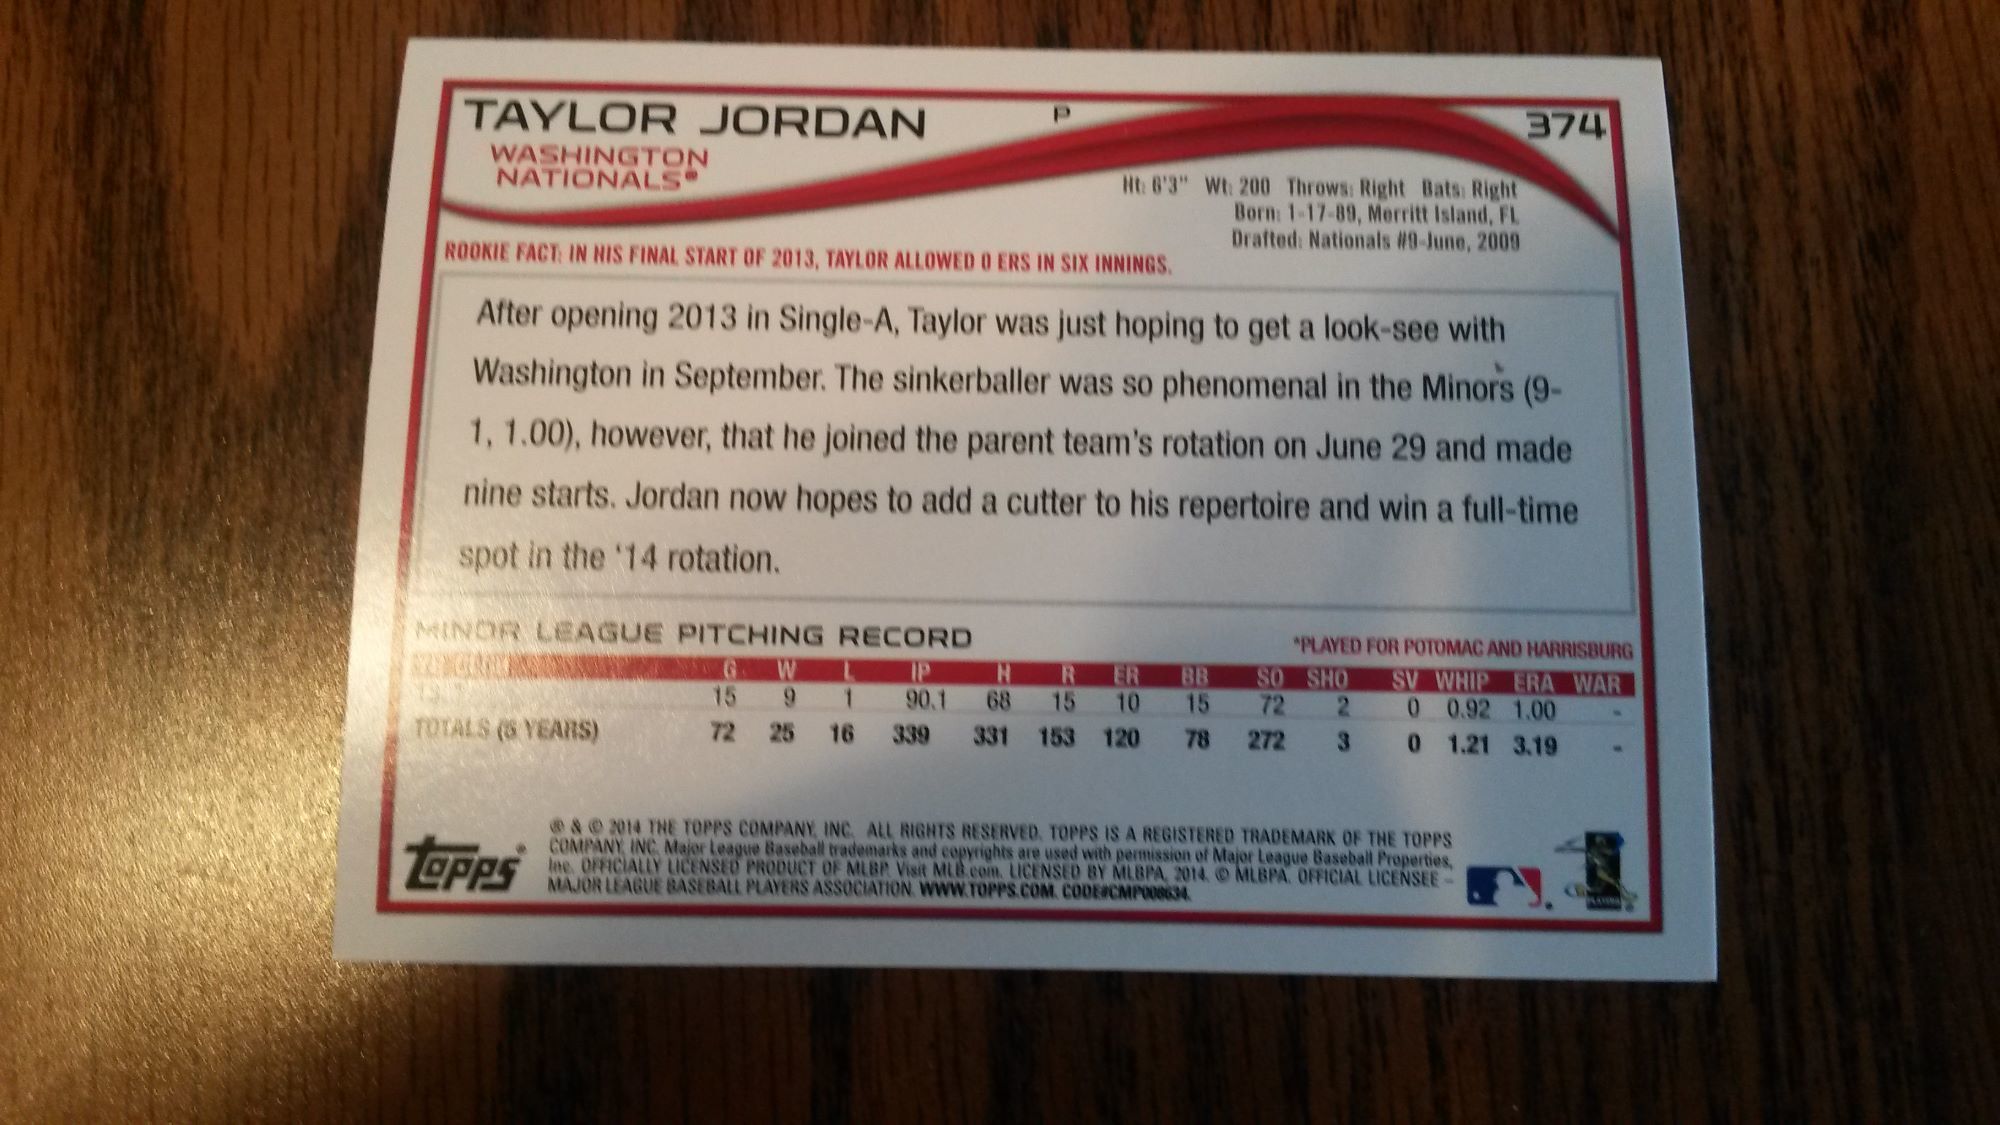 TAYLOR JORDAN P 374
WASHINGTON
NATIONALS®
Ht: 6'3" Wt: 200 Throws: Right Bats: Right
Born: 1-17-89, Merritt Island, FL
Drafted: Nationals #9-June, 2009
ROOKIE FACT: IN HIS FINAL START OF 2013, TAYLOR ALLOWED 0 ERS IN SIX INNINGS.
After opening 2013 in Single-A, Taylor was just hoping to get a look-see with
Washington in September. The sinkerballer was so phenomenal in the Minors (9-
1, 1.00), however, that he joined the parent team's rotation on June 29 and made
nine starts. Jordan now hopes to add a cutter to his repertoire and win a full-time
spot in the '14 rotation.
MINOR LEAGUE PITCHING RECORD *PLAYED FOR POTOMAC AND HARRISBURG
G W L IP H R ER BB SO SHO SV WHIP ERA WAR
15 9 1 90.1 68 15 10 15 72 2 0 0.92 1.00 -
TOTALS (5 YEARS) 72 25 16 339 331 153 120 78 272 3 0 1.21 3.19 -
Topps®
® & © 2014 THE TOPPS COMPANY, INC. ALL RIGHTS RESERVED. TOPPS IS A REGISTERED TRADEMARK OF THE TOPPS
COMPANY, INC. Major League Baseball trademarks and copyrights are used with permission of Major League Baseball Properties,
Inc. OFFICIALLY LICENSED PRODUCT OF MLBP. Visit MLB.com. LICENSED BY MLBPA, 2014. © MLBPA. OFFICIAL LICENSEE –
MAJOR LEAGUE BASEBALL PLAYERS ASSOCIATION. WWW.TOPPS.COM. CODE#CMP008634.